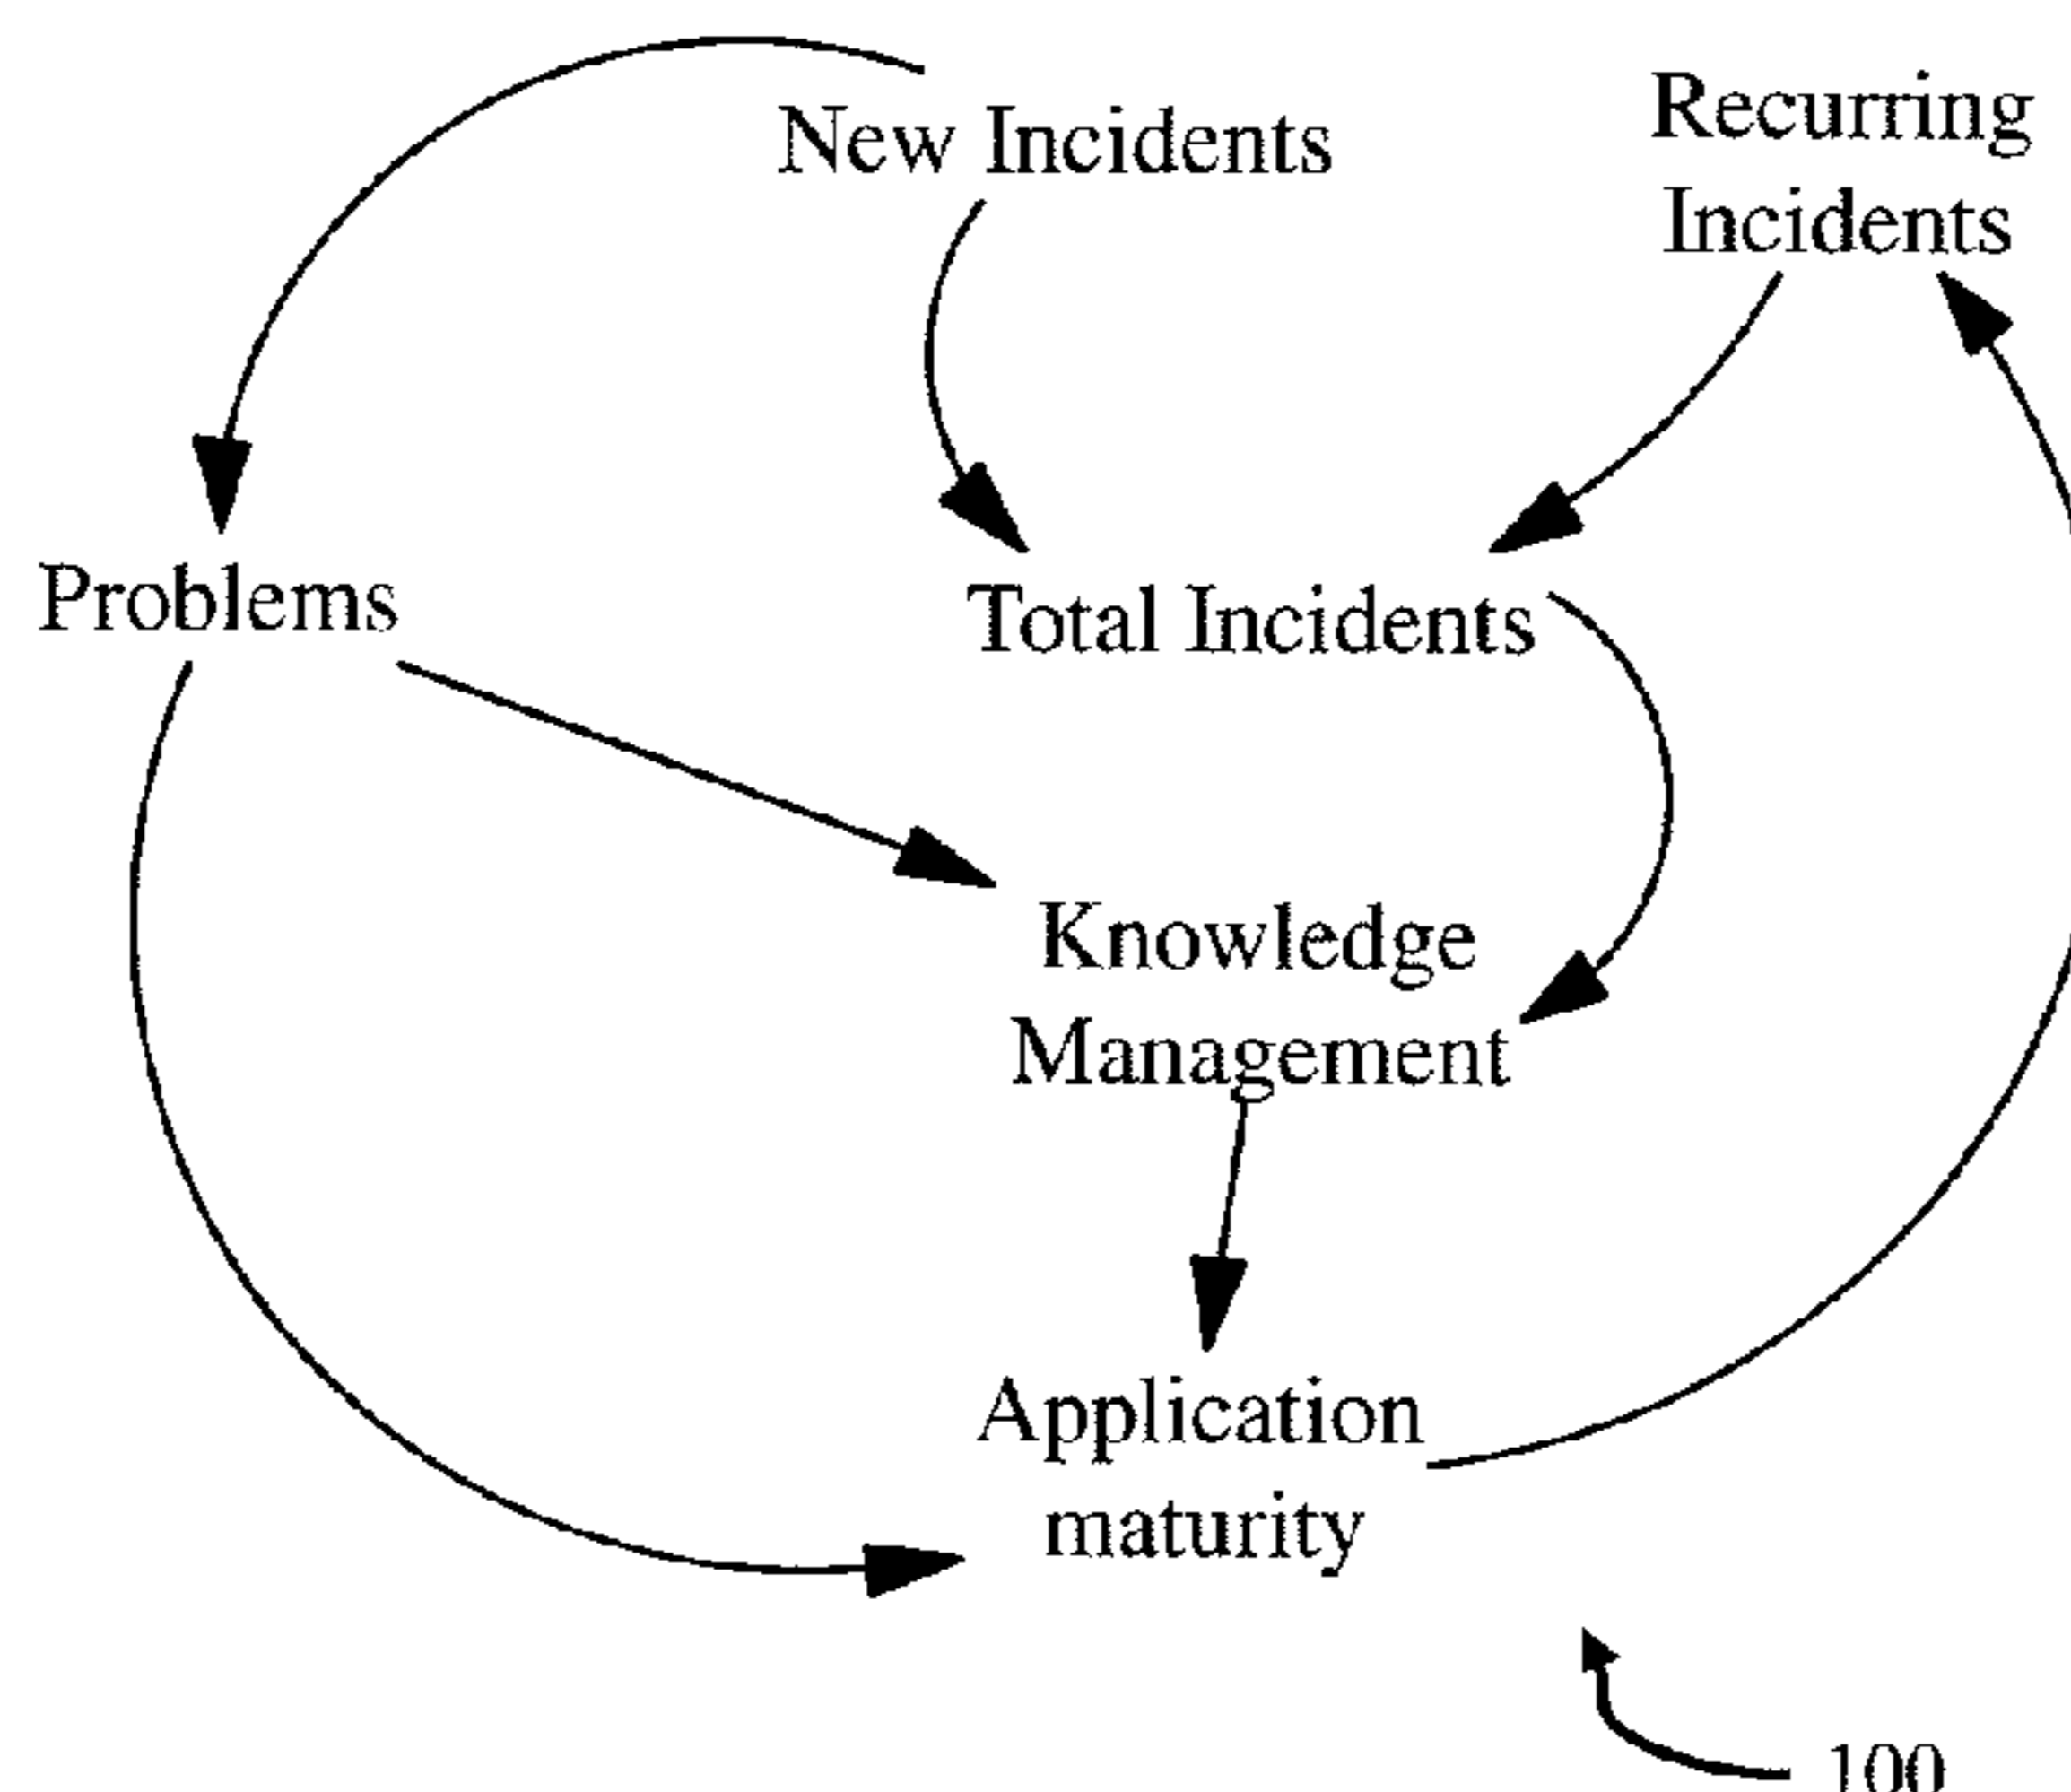 New Incidents
Recurring
Incidents
Problems
Total Incidents
Knowledge
Management
Application
maturity
100